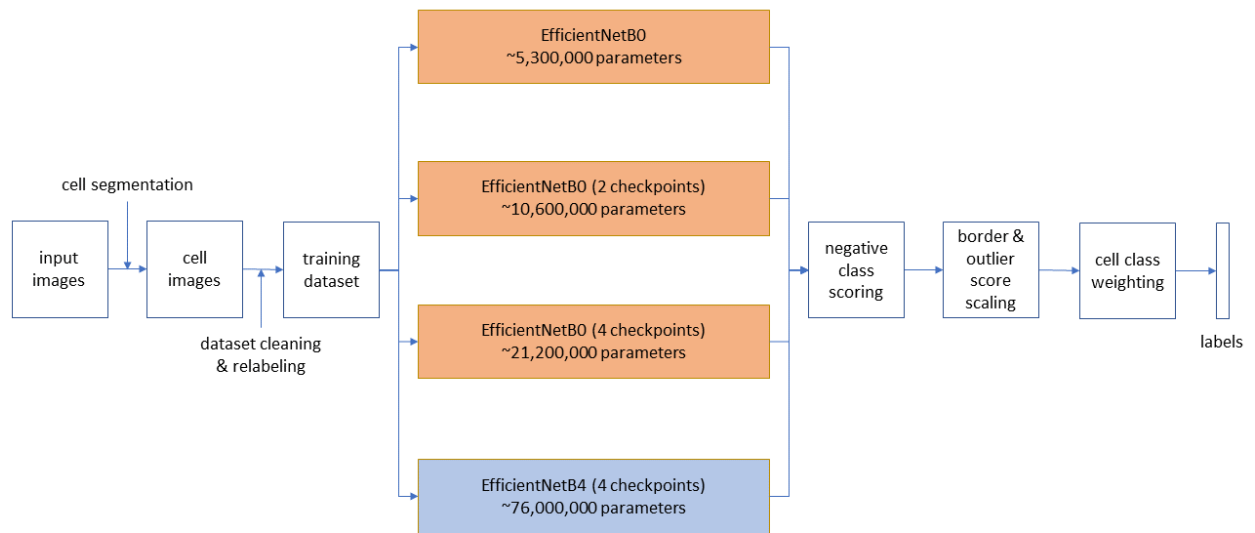 EfficientNetB0
~5,300,000 parameters
cell segmentation
EfficientNetB0 (2 checkpoints)
~10,600,000 parameters
input
images
cell
images
training
dataset
negative
class
scoring
border &
outlier
score
scaling
cell class
weighting
dataset cleaning
& relabeling
EfficientNetB0 (4 checkpoints)
~21,200,000 parameters
labels
EfficientNetB4 (4 checkpoints)
~76,000,000 parameters